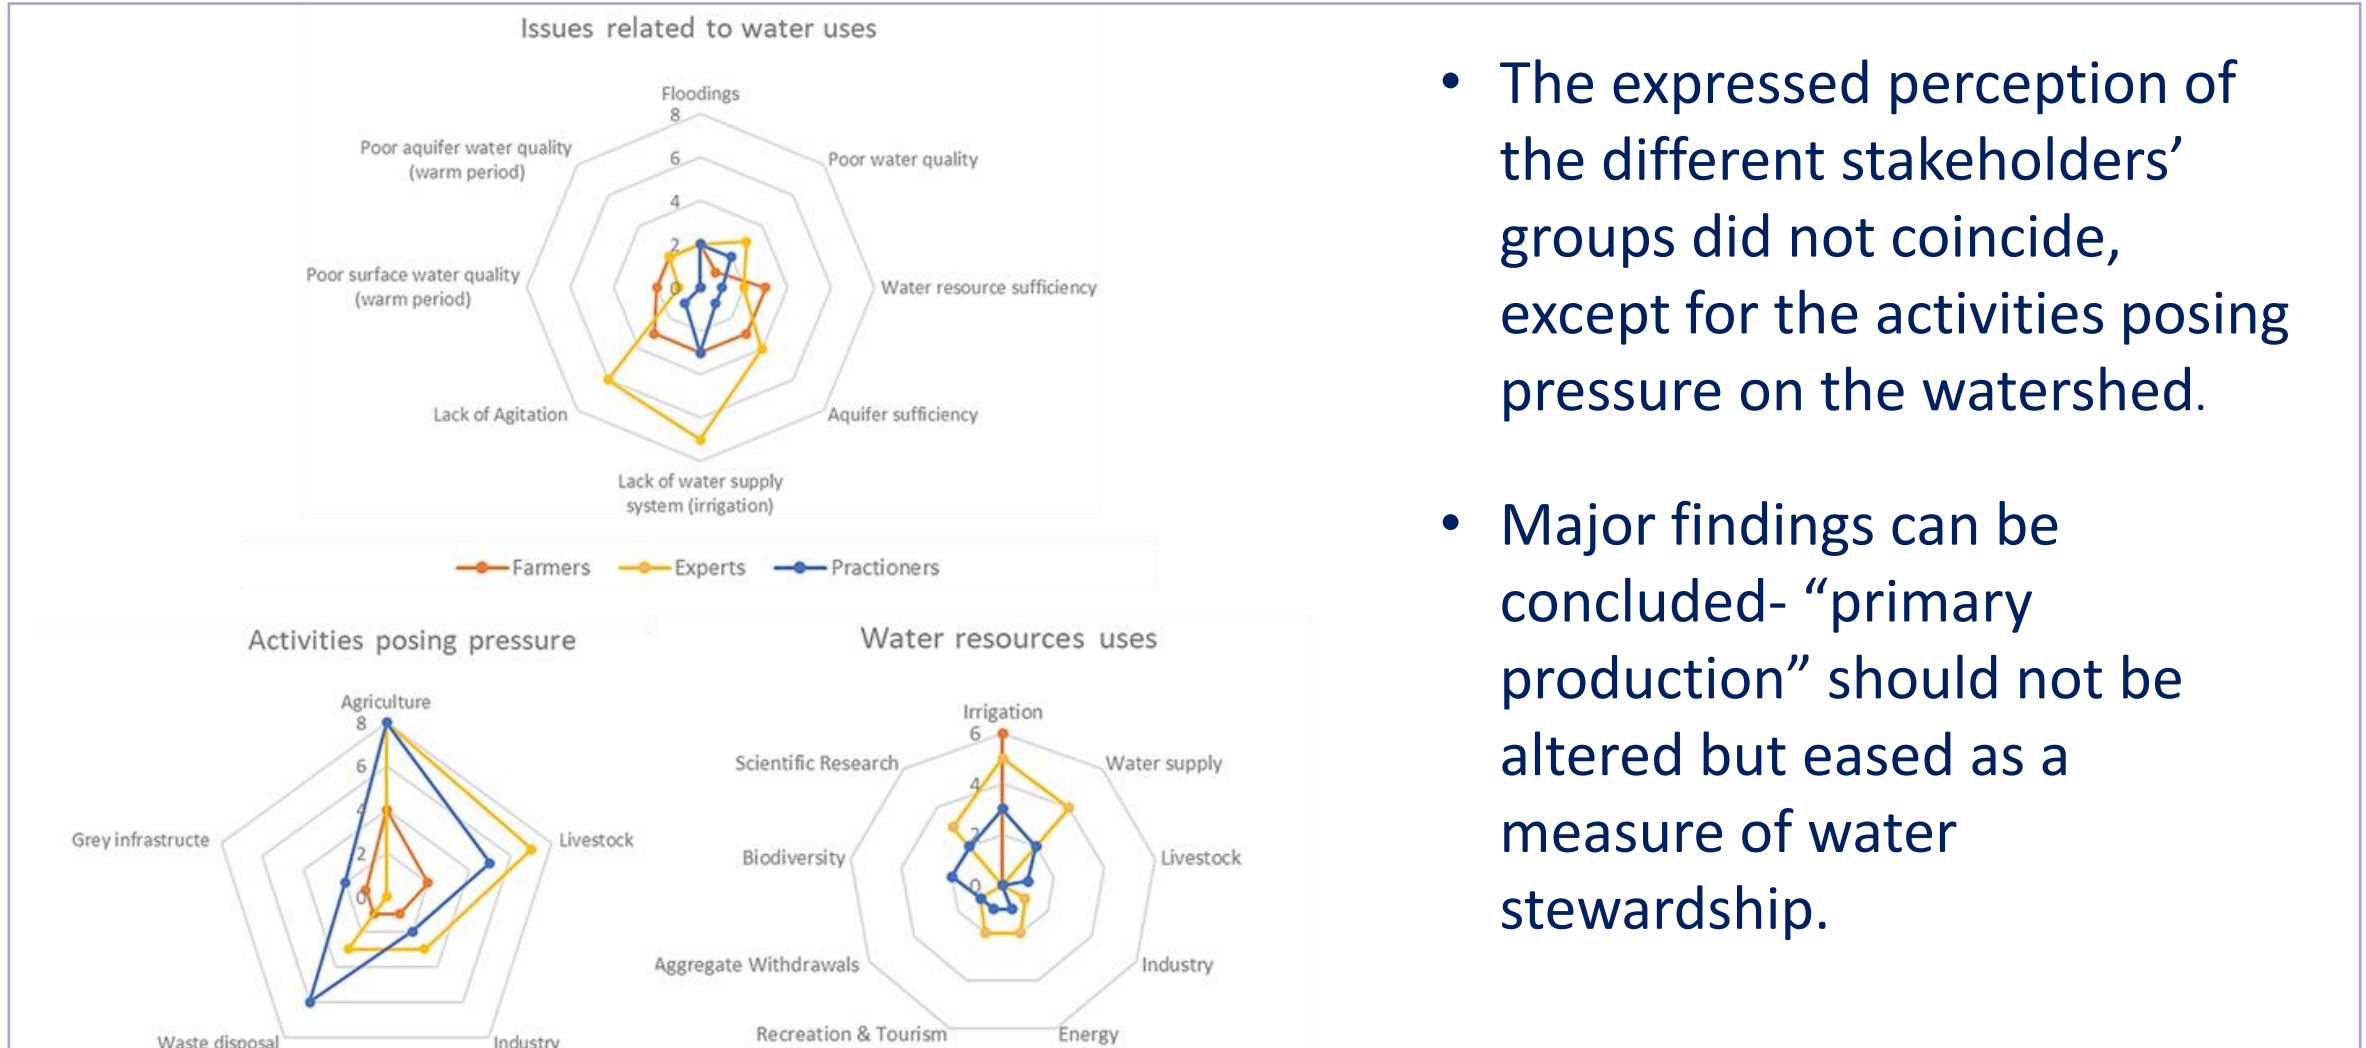 Issues related to water uses
Floodings
8
Poor aquifer water quality
(warm period)
Poor water quality
6
4
2
Poor surface water quality
(warm period)
0
Water resource sufficiency
Lack of Agitation
Aquifer sufficiency
Lack of water supply
system (irrigation)
Farmers Experts Practioners
Activities posing pressure
Agriculture
8
6
4
Grey infrastructe
Livestock
2
0
Waste disposal
Industry
Water resources uses
Irrigation
6
Scientific Research
Water supply
4
2
Biodiversity
Livestock
0
Aggregate Withdrawals
Industry
Recreation & Tourism
Energy
• The expressed perception of
the different stakeholders’
groups did not coincide,
except for the activities posing
pressure on the watershed.
• Major findings can be
concluded- “primary
production” should not be
altered but eased as a
measure of water
stewardship.